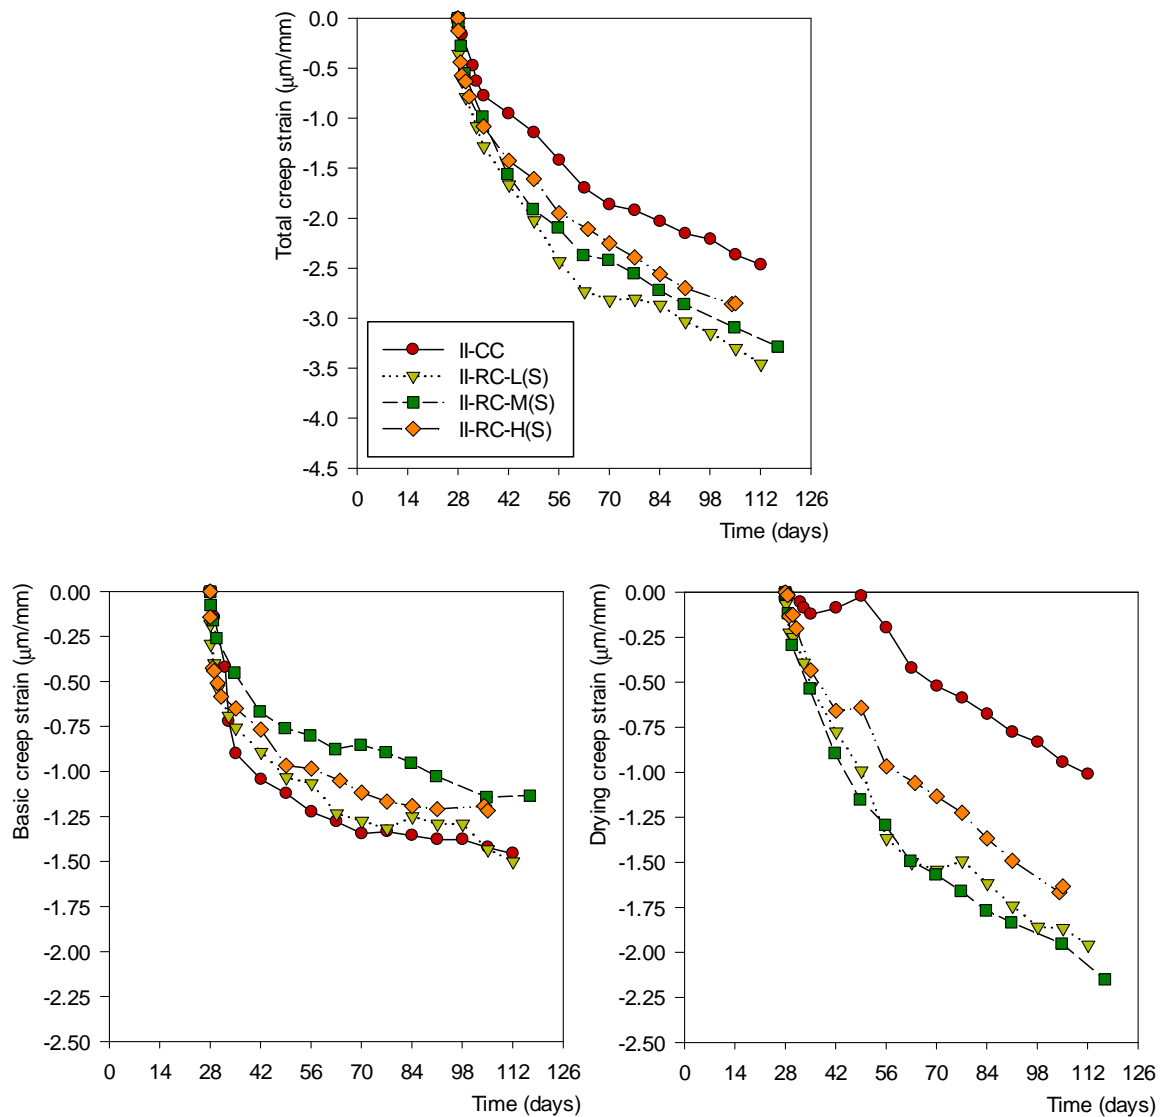 Total creep strain (μm/mm)
0.0
-0.5
-1.0
-1.5
-2.0
-2.5
-3.0
-3.5
-4.0
-4.5
II-CC
II-RC-L(S)
II-RC-M(S)
II-RC-H(S)
0 14 28 42 56 70 84 98 112 126
Time (days)
Basic creep strain (μm/mm)
0.00
-0.25
-0.50
-0.75
-1.00
-1.25
-1.50
-1.75
-2.00
-2.25
-2.50
0 14 28 42 56 70 84 98 112 126
Time (days)
Drying creep strain (μm/mm)
0.00
-0.25
-0.50
-0.75
-1.00
-1.25
-1.50
-1.75
-2.00
-2.25
-2.50
0 14 28 42 56 70 84 98 112 126
Time (days)